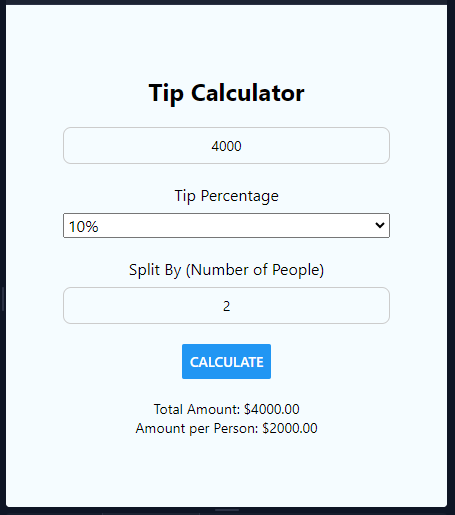 Tip Calculator
4000
Tip Percentage
10%
Split By (Number of People)
2
CALCULATE
Total Amount: $4000.00
Amount per Person: $2000.00